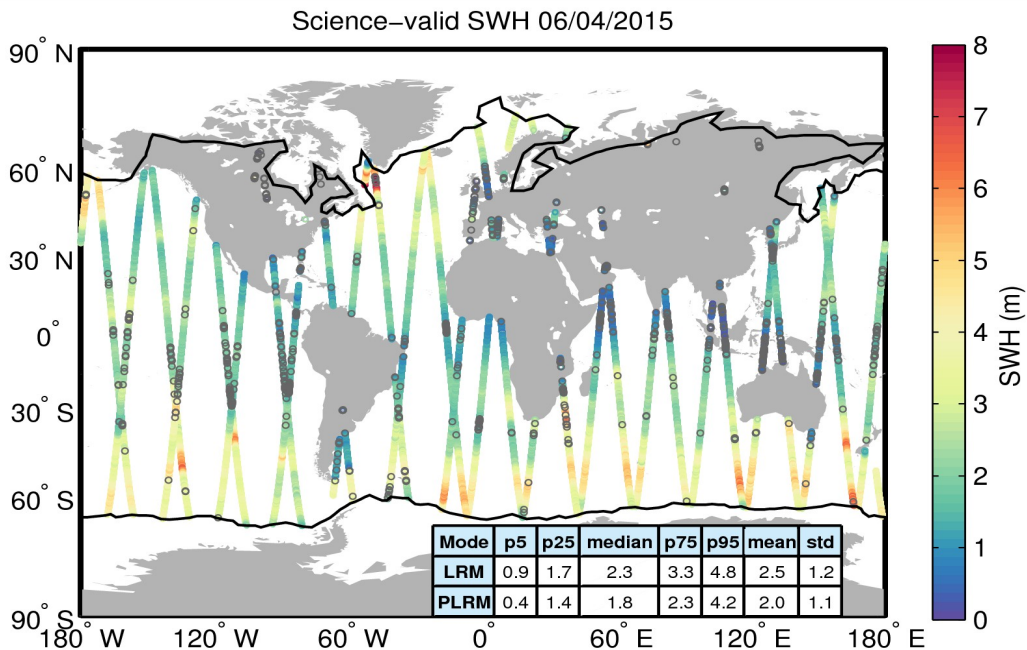 Science−valid SWH 06/04/2015
90° N
60° N
30° N
0°
30° S
60° S
90° S
180° W
120° W
60° W
0°
60° E
120° E
180° E
Mode p5 p25 median p75 p95 mean std
LRM 0.9 1.7 2.3 3.3 4.8 2.5 1.2
PLRM 0.4 1.4 1.8 2.3 4.2 2.0 1.1
8
7
6
5
4
3
2
1
0
SWH (m)